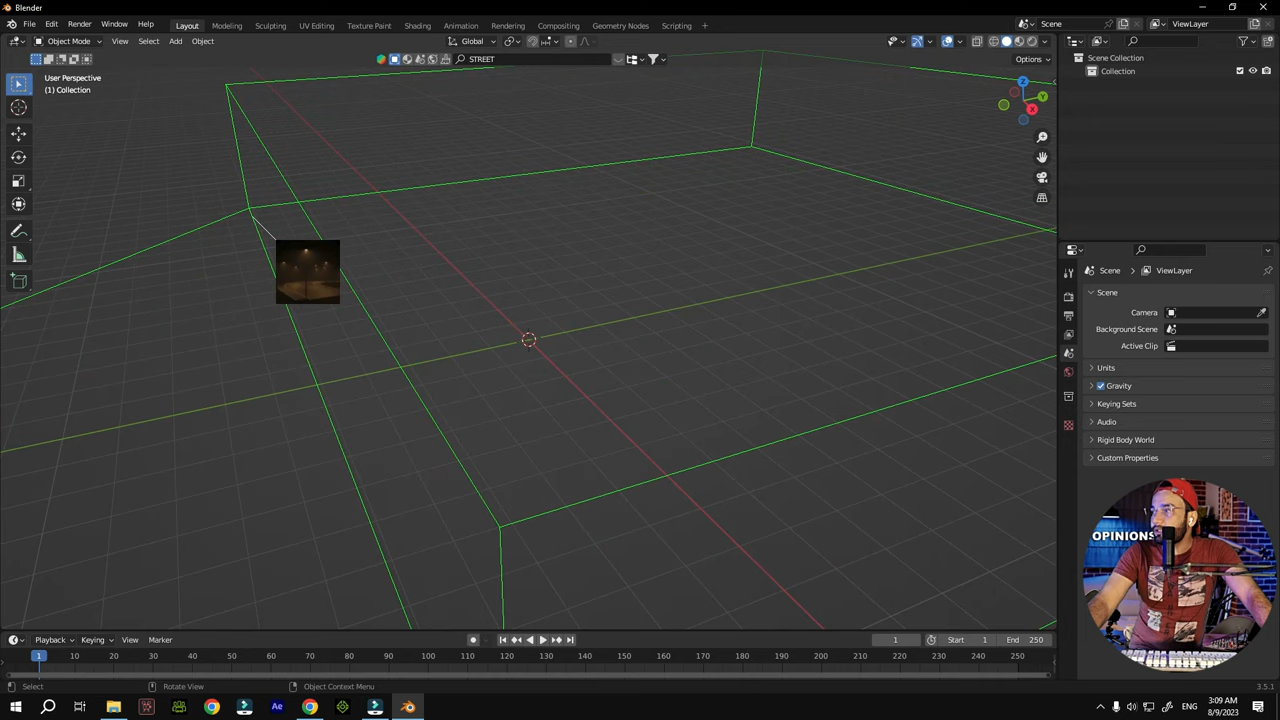 Blender
File Edit Render Window Help Layout Modeling Sculpting UV Editing Texture Paint Shading Animation Rendering Compositing Geometry Nodes Scripting + Scene ViewLayer
Object Mode View Select Add Object Global
STREET Options
User Perspective
(1) Collection
Z
Y
X
Scene Collection
Collection
Scene ViewLayer
Scene
Camera
Background Scene
Active Clip
Units
Gravity
Keying Sets
Audio
Rigid Body World
Custom Properties
OPINIONS
Playback Keying View Marker 1 Start 1 End 250
1 10 20 30 40 50 60 70 80 90 100 110 120 130 140 150 160 170 180 190 200 210 220 230 240 250
Select Rotate View Object Context Menu 3.5.1
Ae ENG 3:09 AM
8/9/2023